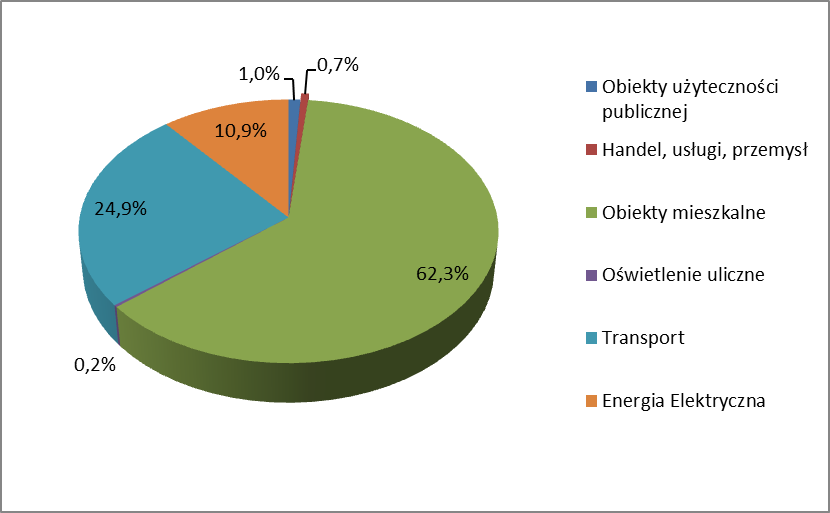 1,0%
0,7%
10,9%
24,9%
62,3%
0,2%
Obiekty użyteczności
publicznej
Handel, usługi, przemysł
Obiekty mieszkalne
Oświetlenie uliczne
Transport
Energia Elektryczna